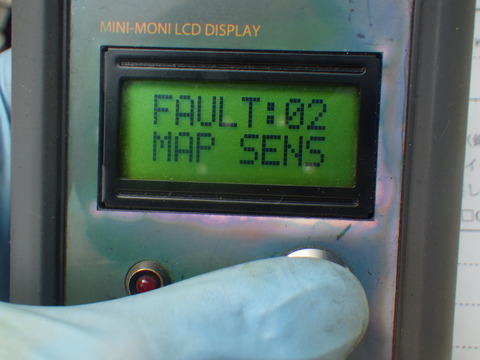 MINI-MONI LCD DISPLAY
FAULT:02
MAP SENS